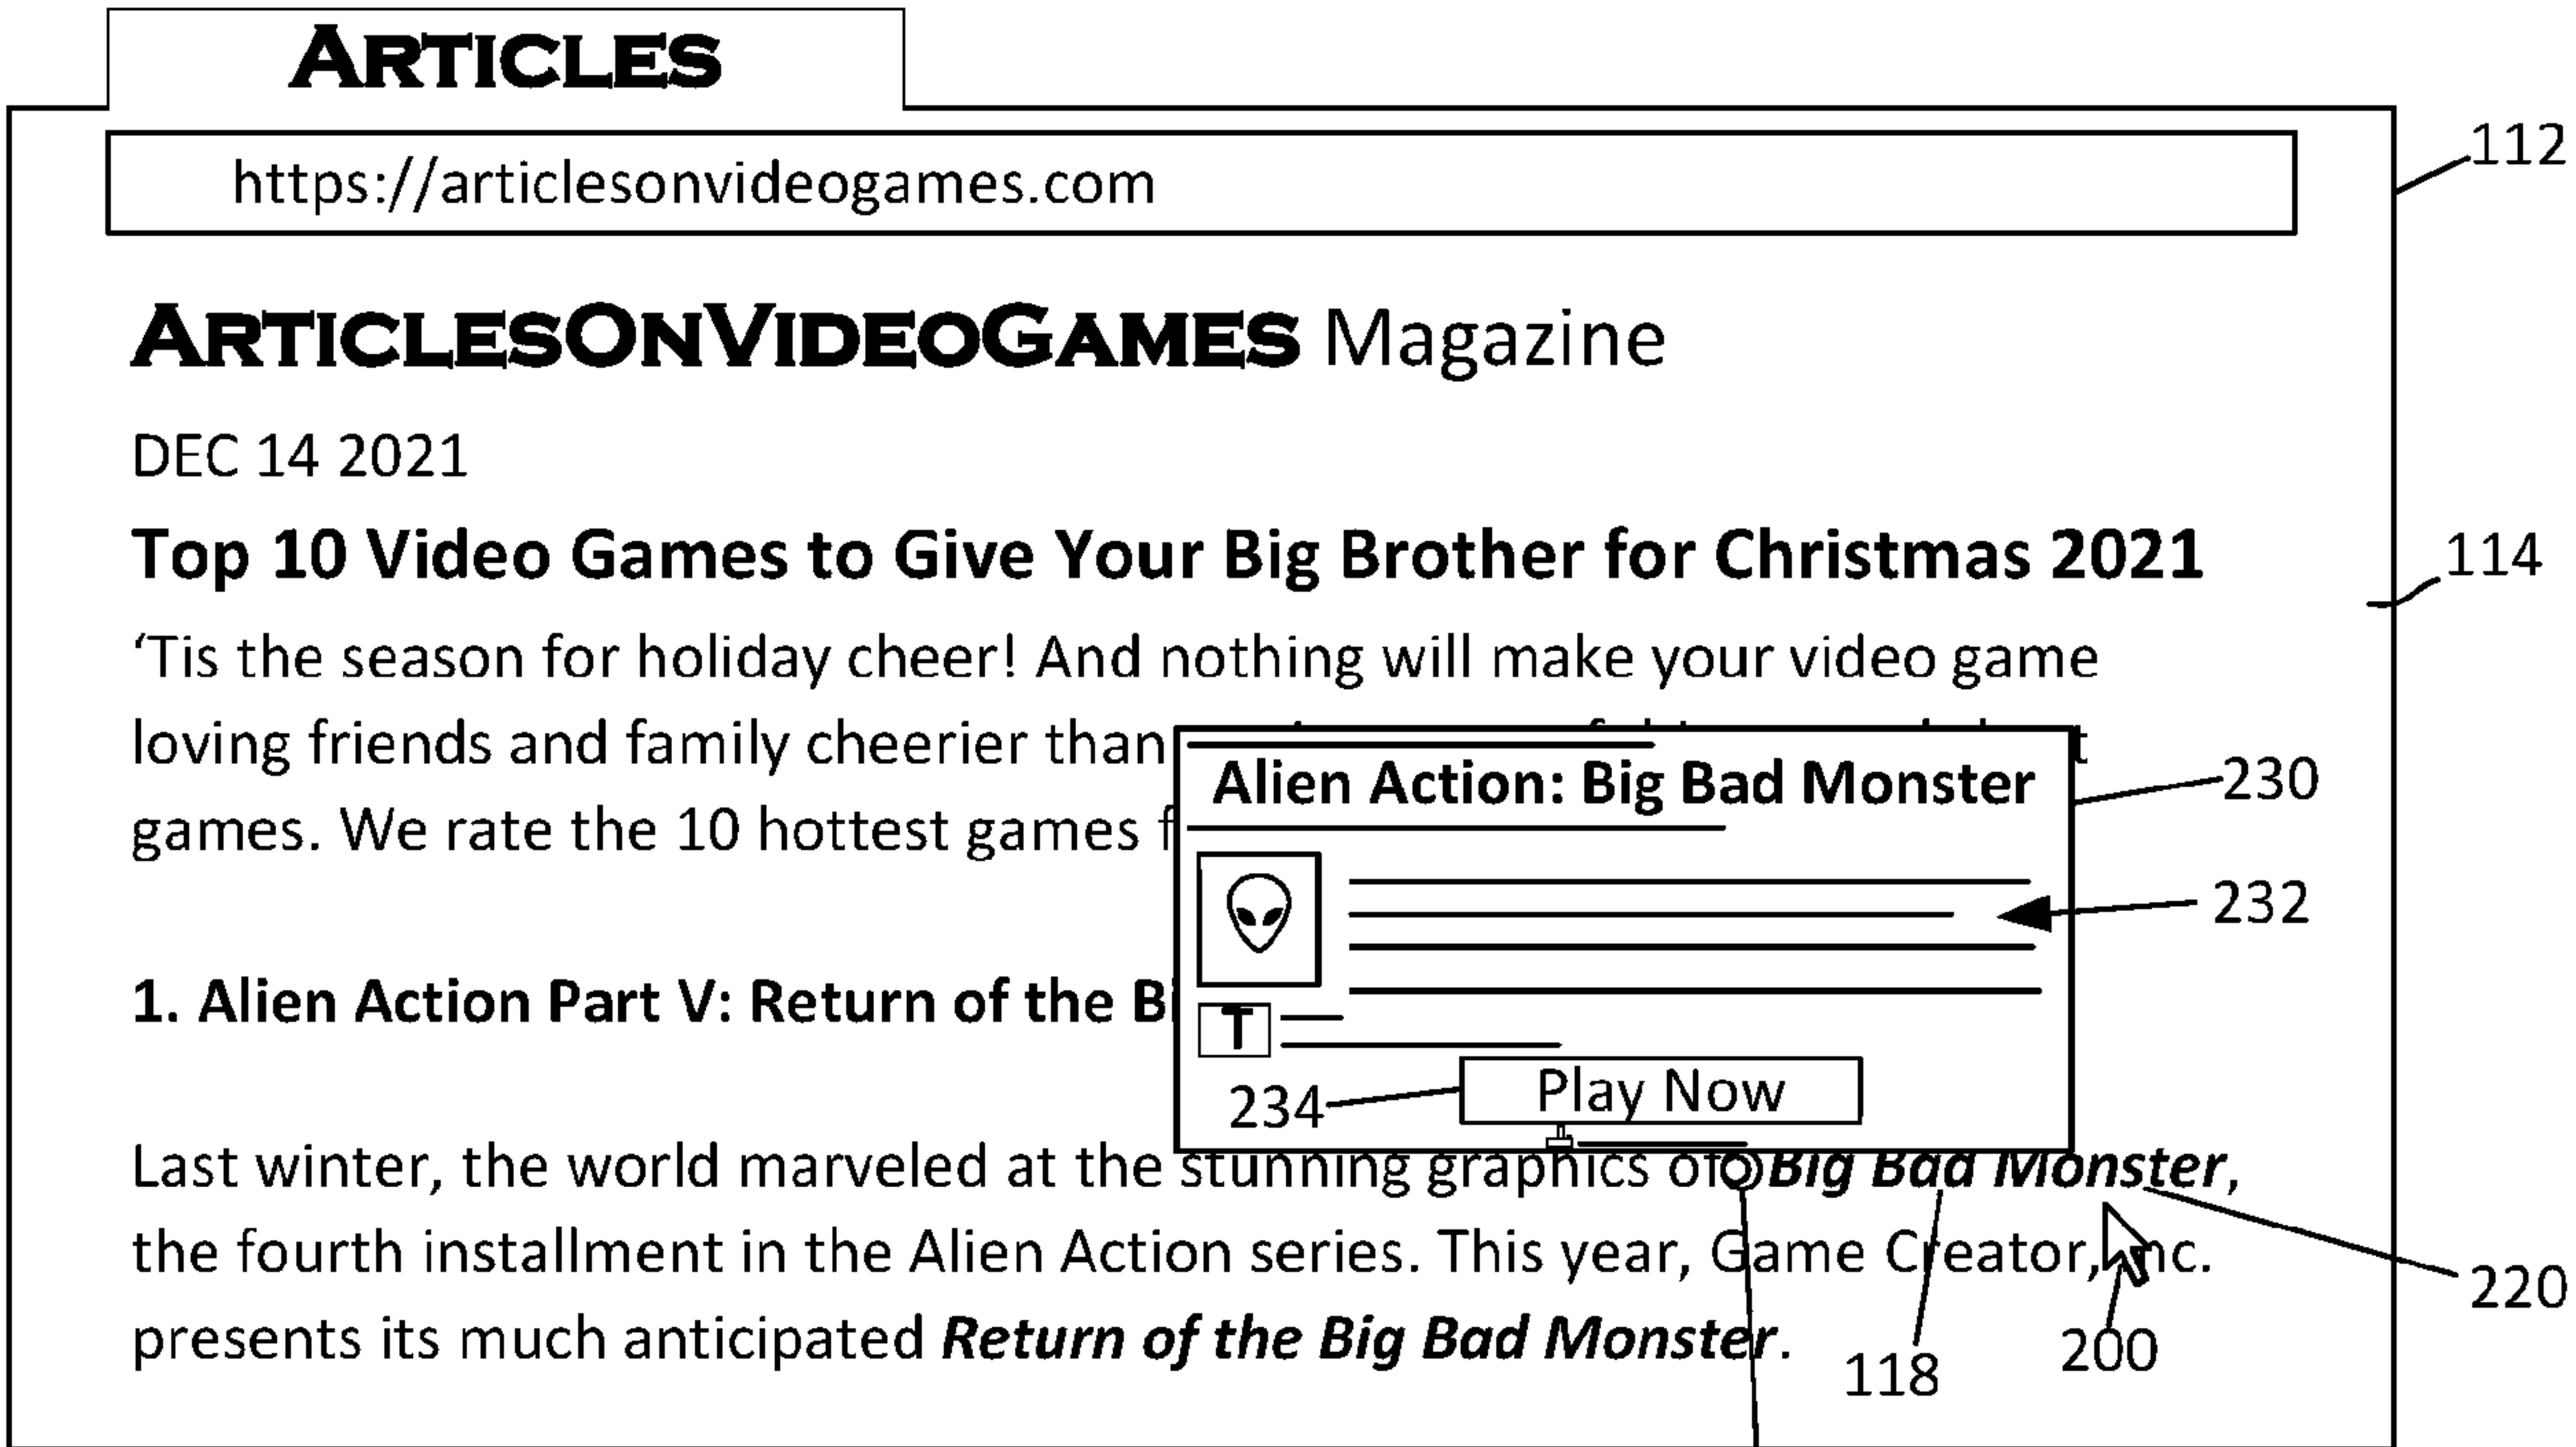 ARTICLES
https://articlesonvideogames.com
112
ARTICLESONVIDEOGAMES Magazine
DEC 14 2021
Top 10 Video Games to Give Your Big Brother for Christmas 2021
114
‘Tis the season for holiday cheer! And nothing will make your video game
loving friends and family cheerier than
games. We rate the 10 hottest games
Alien Action: Big Bad Monster
230
232
1. Alien Action Part V: Return of the
T
Play Now
234
Last winter, the world marveled at the stunning graphics of Big Bad Monster,
the fourth installment in the Alien Action series. This year, Game Creator, Inc.
presents its much anticipated Return of the Big Bad Monster.
118
200
220